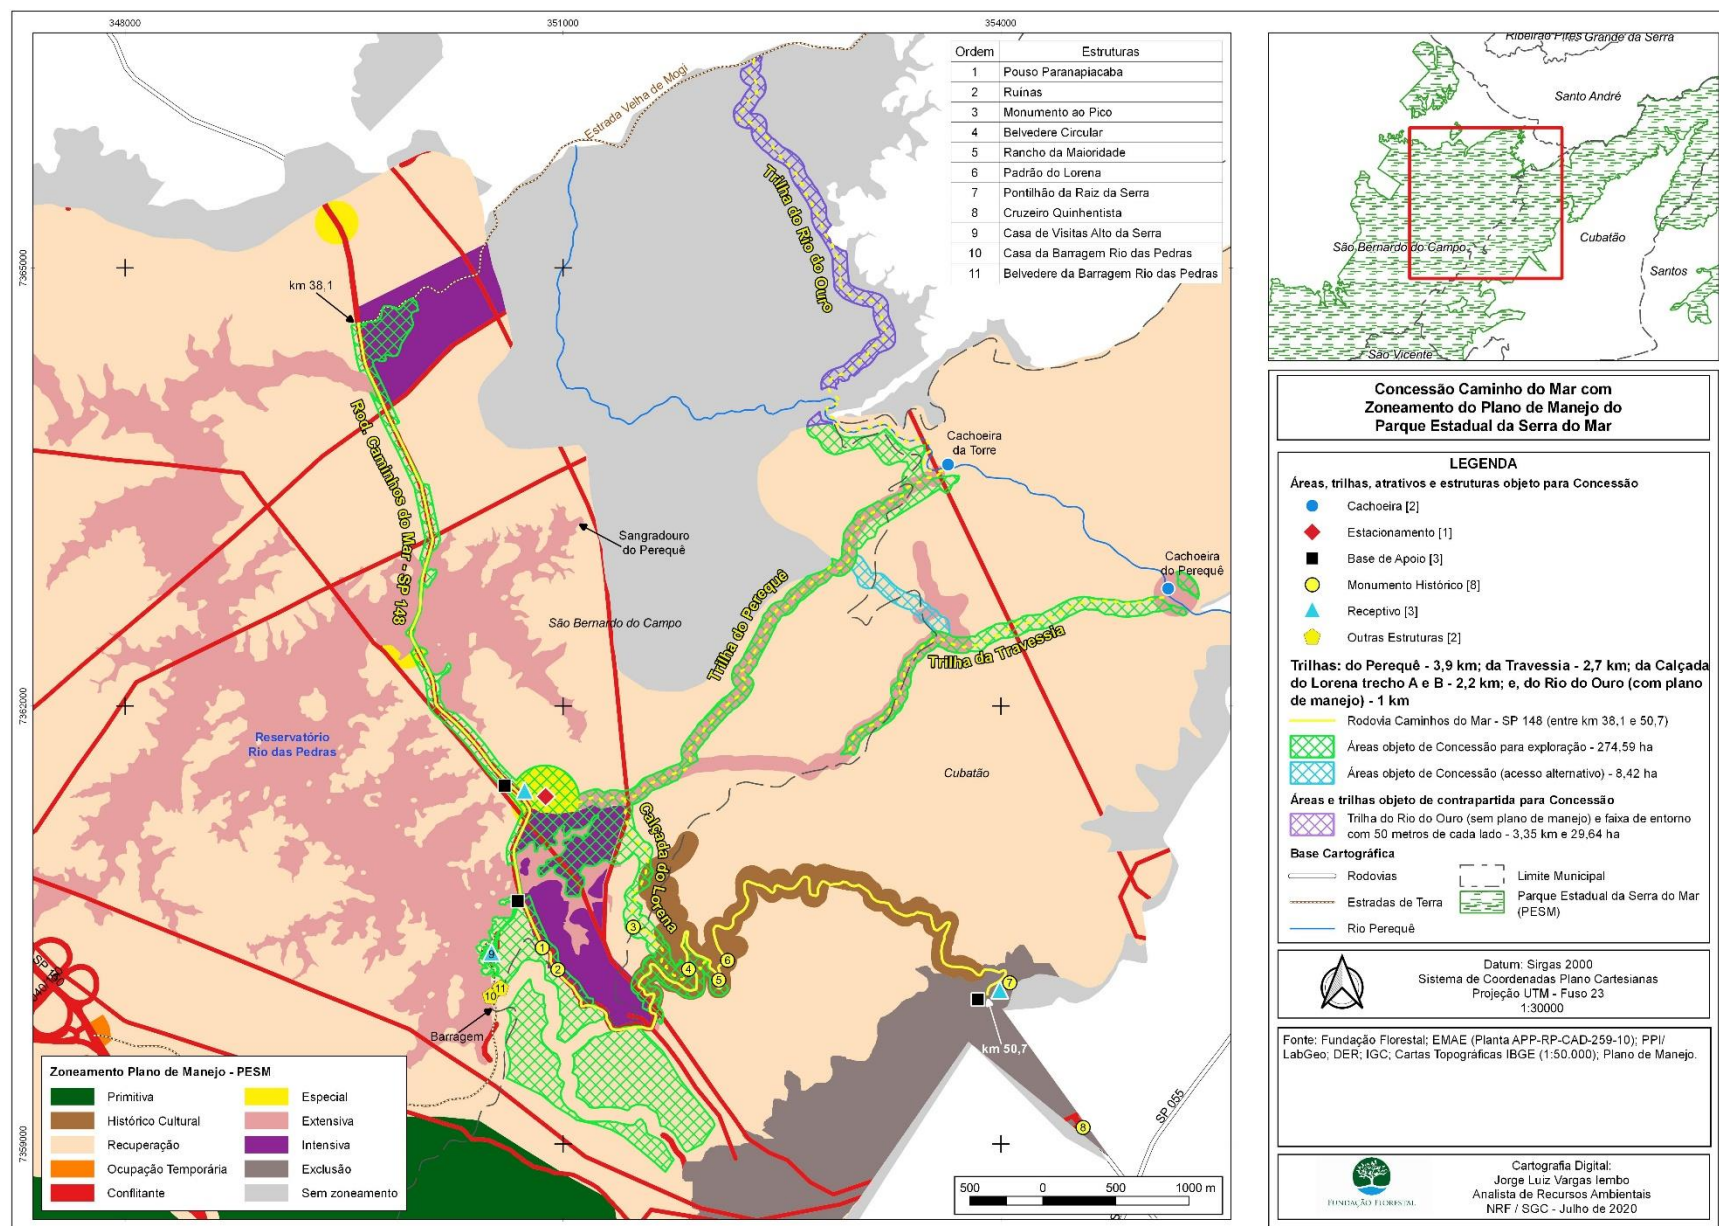 348000
351000
354000
7365000
7362000
7359000
Ordem Estruturas
1 Pouso Paranapiacaba
2 Ruínas
3 Monumento ao Pico
4 Belvedere Circular
5 Rancho da Maioridade
6 Padrão do Lorena
7 Pontilhão da Raiz da Serra
8 Cruzeiro Quinhentista
9 Casa de Visitas Alto da Serra
10 Casa da Barragem Rio das Pedras
11 Belvedere da Barragem Rio das Pedras
Estrada Velha de Mogi
Trilha do Rio do Ouro
km 38,1
Rod. Caminhos do Mar - SP 148
Cachoeira
da Torre
Sangradouro
do Perequê
Cachoeira
do Perequê
São Bernardo do Campo
Trilha do Perequê
Trilha da Travessia
Reservatório
Rio das Pedras
Cubatão
Calçada do Lorena
1
2
3
4
5
6
7
8
9
10
11
Barragem
km 50,7
SP 055
Zoneamento Plano de Manejo - PESM
Primitiva
Histórico Cultural
Recuperação
Ocupação Temporária
Conflitante
Especial
Extensiva
Intensiva
Exclusão
Sem zoneamento
500 0 500 1000 m
Ribeirão Pires Grande da Serra
Santo André
São Bernardo do Campo
Cubatão
Santos
São Vicente
Concessão Caminho do Mar com
Zoneamento do Plano de Manejo do
Parque Estadual da Serra do Mar
LEGENDA
Áreas, trilhas, atrativos e estruturas objeto para Concessão
Cachoeira [2]
Estacionamento [1]
Base de Apoio [3]
Monumento Histórico [8]
Receptivo [3]
Outras Estruturas [2]
Trilhas: do Perequê - 3,9 km; da Travessia - 2,7 km; da Calçada
do Lorena trecho A e B - 2,2 km; e, do Rio do Ouro (com plano
de manejo) - 1 km
Rodovia Caminhos do Mar - SP 148 (entre km 38,1 e 50,7)
Áreas objeto de Concessão para exploração - 274,59 ha
Áreas objeto de Concessão (acesso alternativo) - 8,42 ha
Áreas e trilhas objeto de contrapartida para Concessão
Trilha do Rio do Ouro (sem plano de manejo) e faixa de entorno
com 50 metros de cada lado - 3,35 km e 29,64 ha
Base Cartográfica
Rodovias
Estradas de Terra
Rio Perequê
Limite Municipal
Parque Estadual da Serra do Mar
(PESM)
Datum: Sirgas 2000
Sistema de Coordenadas Plano Cartesianas
Projeção UTM - Fuso 23
1:30000
Fonte: Fundação Florestal; EMAE (Planta APP-RP-CAD-259-10); PPI/
LabGeo; DER; IGC; Cartas Topográficas IBGE (1:50.000); Plano de Manejo.
FUNDAÇÃO FLORESTAL
Cartografia Digital:
Jorge Luiz Vargas Iembo
Analista de Recursos Ambientais
NRF / SGC - Julho de 2020